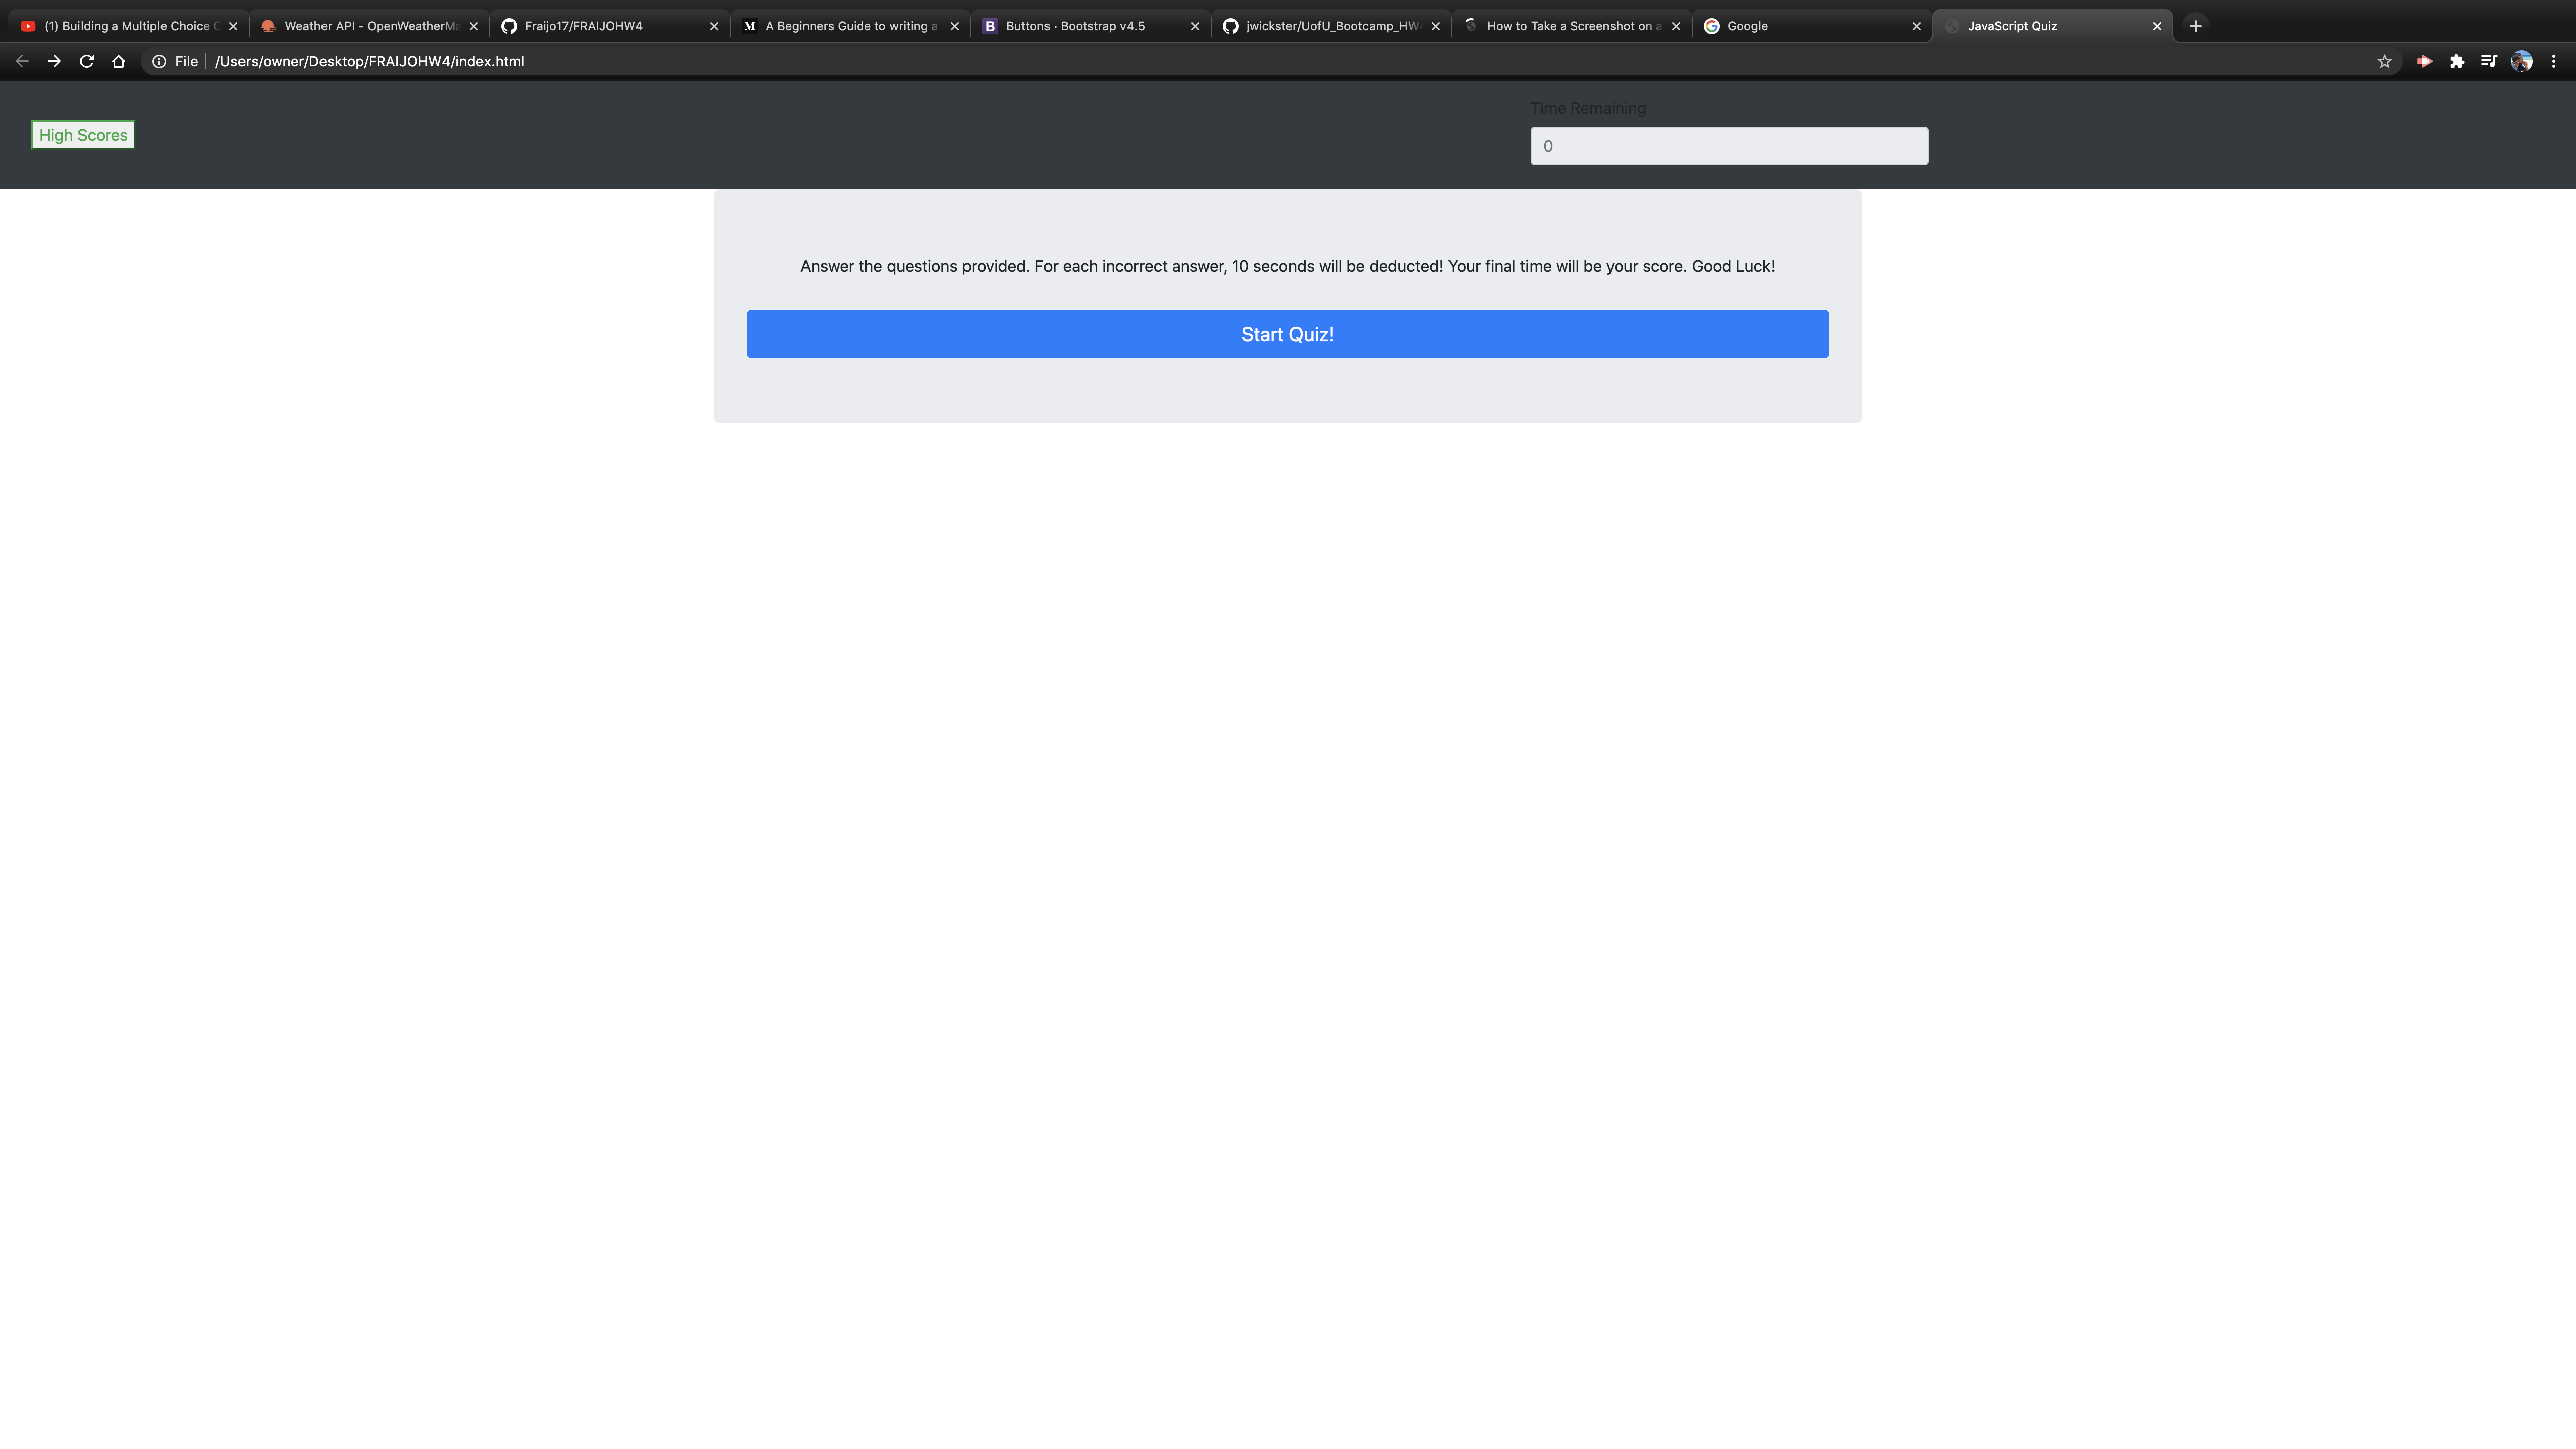 (1) Building a Multiple Choice
Weather API - OpenWeatherMa
Fraijo17/FRAIJOHW4
A Beginners Guide to writing a
Buttons · Bootstrap v4.5
jwickster/UofU_Bootcamp_HW
How to Take a Screenshot on a
Google
JavaScript Quiz
File
/Users/owner/Desktop/FRAIJOHW4/index.html
Time Remaining
High Scores
0
Answer the questions provided. For each incorrect answer, 10 seconds will be deducted! Your final time will be your score. Good Luck!
Start Quiz!